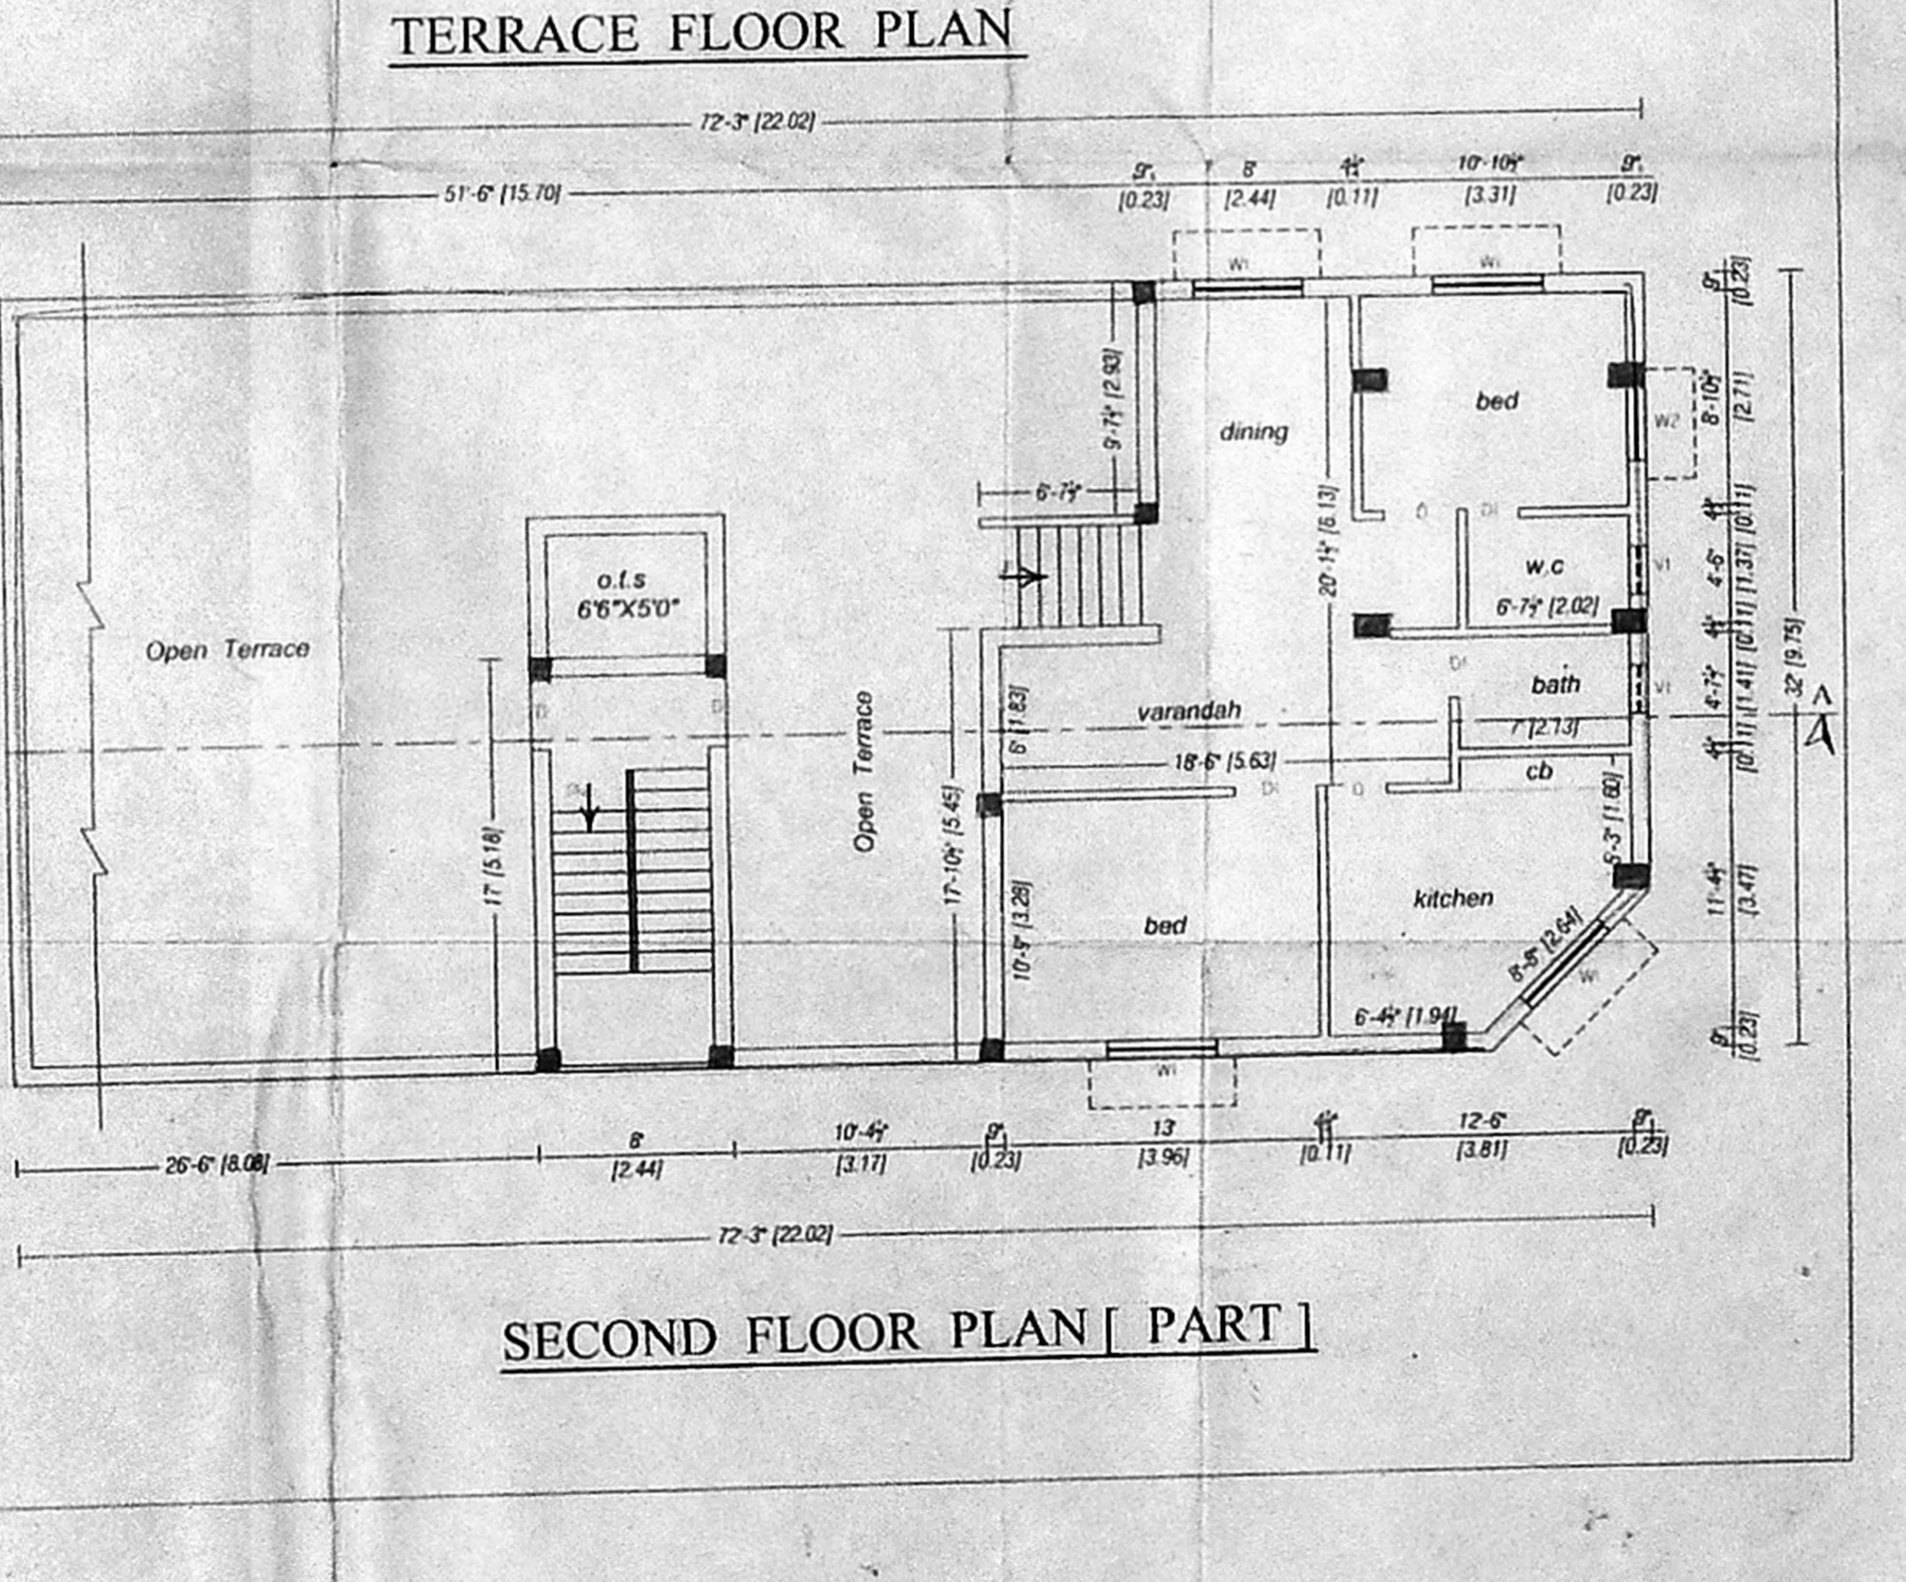 TERRACE FLOOR PLAN
72'-3" [22.02]
51'-6" [15.70]
9" 8' 4½" 10'-10½" 9"
[0.23] [2.44] [0.11] [3.31] [0.23]
W1 W1
9" [0.23]
9'-7½" [2.93]
dining
bed
W2
8'-10½" [2.71]
6'-7½"
20'-1½" [6.13]
D D1
4½" [0.11]
o.t.s
6'6"X5'0"
w.c
V1
4'-6" [1.37]
6'-7½" [2.02]
4½" [0.11]
32' [9.75]
Open Terrace
Open Terrace
6' [1.83]
varandah
D1
bath
V1
4'-7½" [1.41]
A
D D
7' [2.13]
4½" [0.11]
18'-6" [5.63]
cb
D1 D
17' [5.18]
17'-10½" [5.45]
5'-3" [1.60]
kitchen
11'-4½" [3.47]
bed
10'-9" [3.28]
8'-8" [2.64]
W1
6'-4½" [1.94]
9" [0.23]
W1
26'-6" [8.08]
8' 10'-4½" 9" 13' 4½" 12'-6" 9"
[2.44] [3.17] [0.23] [3.96] [0.11] [3.81] [0.23]
72'-3" [22.02]
SECOND FLOOR PLAN [ PART ]